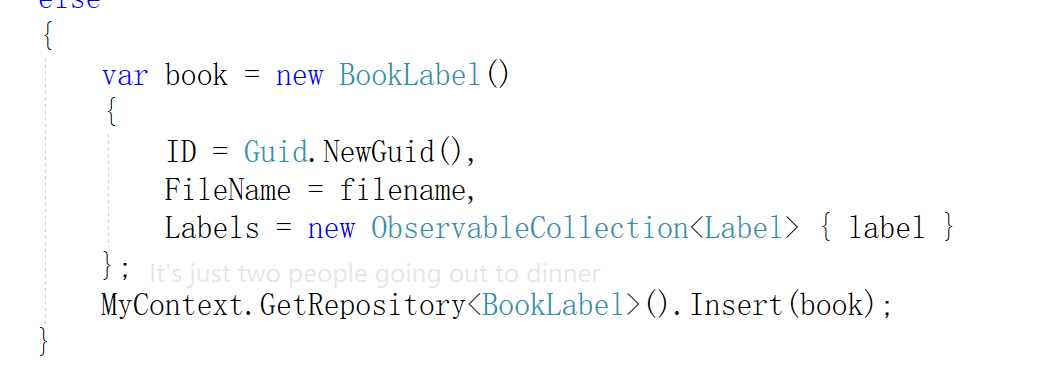 else
{
var book = new BookLabel()
{
ID = Guid.NewGuid(),
FileName = filename,
Labels = new ObservableCollection<Label> { label }
};
It's just two people going out to dinner
MyContext.GetRepository<BookLabel>().Insert(book);
}